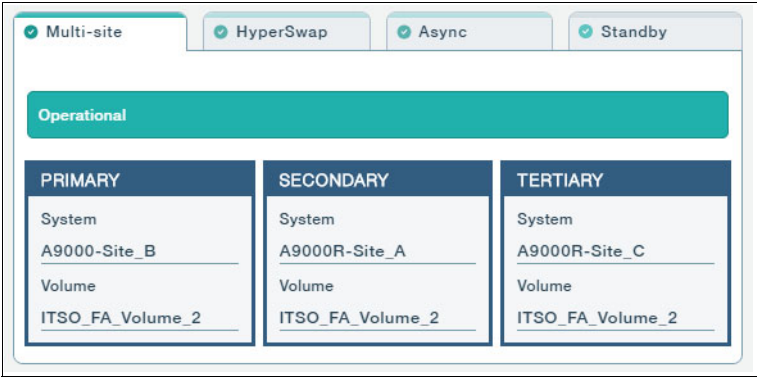 Multi-site HyperSwap Async Standby
Operational
PRIMARY SECONDARY TERTIARY
System System System
A9000-Site_B A9000R-Site_A A9000R-Site_C
Volume Volume Volume
ITSO_FA_Volume_2 ITSO_FA_Volume_2 ITSO_FA_Volume_2